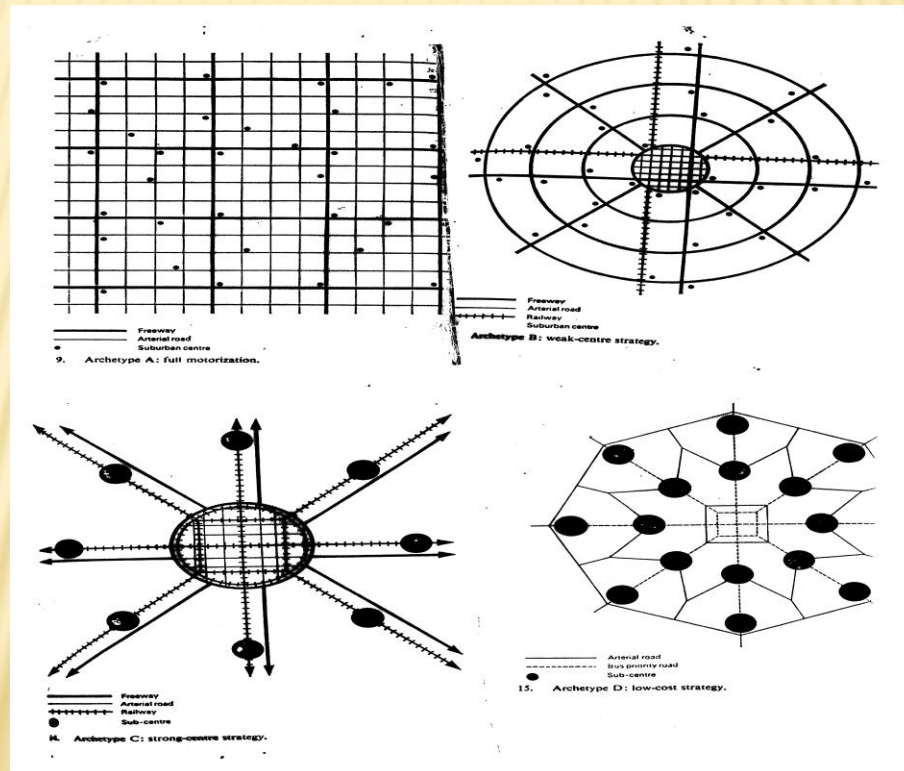 Freeway
Arterial road
Suburban centre
9. Archetype A: full motorization.
Freeway
Arterial road
Railway
Suburban centre
Archetype B: weak-centre strategy.
Freeway
Arterial road
Railway
Sub-centre
Archetype C: strong-centre strategy.
Arterial road
Bus priority road
Sub-centre
15. Archetype D: low-cost strategy.